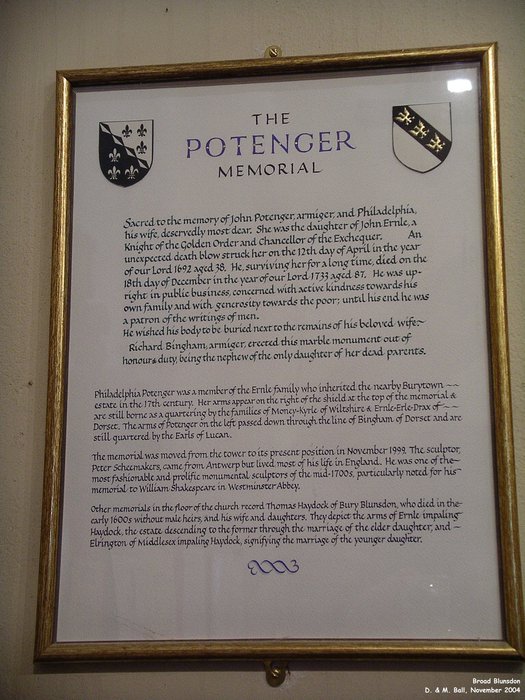 THE
POTENGER
MEMORIAL
Sacred to the memory of John Potenger, armiger, and Philadelphia,
his wife, deservedly most dear. She was the daughter of John Ernle, a
Knight of the Golden Order and Chancellor of the Exchequer. An
unexpected death blow struck her on the 12th day of April in the year
of our Lord 1692 aged 38. He, surviving her for a long time, died on the
18th day of December in the year of our Lord 1733 aged 87. He was up-
right in public business, concerned with active kindness towards his
own family and with generosity towards the poor; until his end he was
a patron of the writings of men.
He wished his body to be buried next to the remains of his beloved wife.
Richard Bingham, armiger, erected this marble monument out of
honour & duty, being the nephew of the only daughter of her dead parents.
Philadelphia Potenger was a member of the Ernle family who inherited the nearby Burytown
estate in the 17th century. Her arms appear on the right of the shield at the top of the memorial &
are still borne as a quartering by the families of Money-Kyrle of Wiltshire & Ernle-Erle-Drax of
Dorset. The arms of Potenger on the left passed down through the line of Bingham of Dorset and are
still quartered by the Earls of Lucan.
The memorial was moved from the tower to its present position in November 1999. The sculptor,
Peter Scheemakers, came from Antwerp but lived most of his life in England. He was one of the
most fashionable and prolific monumental sculptors of the mid-1700s, particularly noted for his
memorial to William Shakespeare in Westminster Abbey.
Other memorials in the floor of the church record Thomas Haydock of Bury Blunsdon, who died in the
early 1600s without male heirs, and his wife and daughters. They depict the arms of Ernle impaling
Haydock, the estate descending to the former through the marriage of the elder daughter, and
Elrington of Middlesex impaling Haydock, signifying the marriage of the younger daughter.
Broad Blunsdon
D. & M. Ball, November 2004